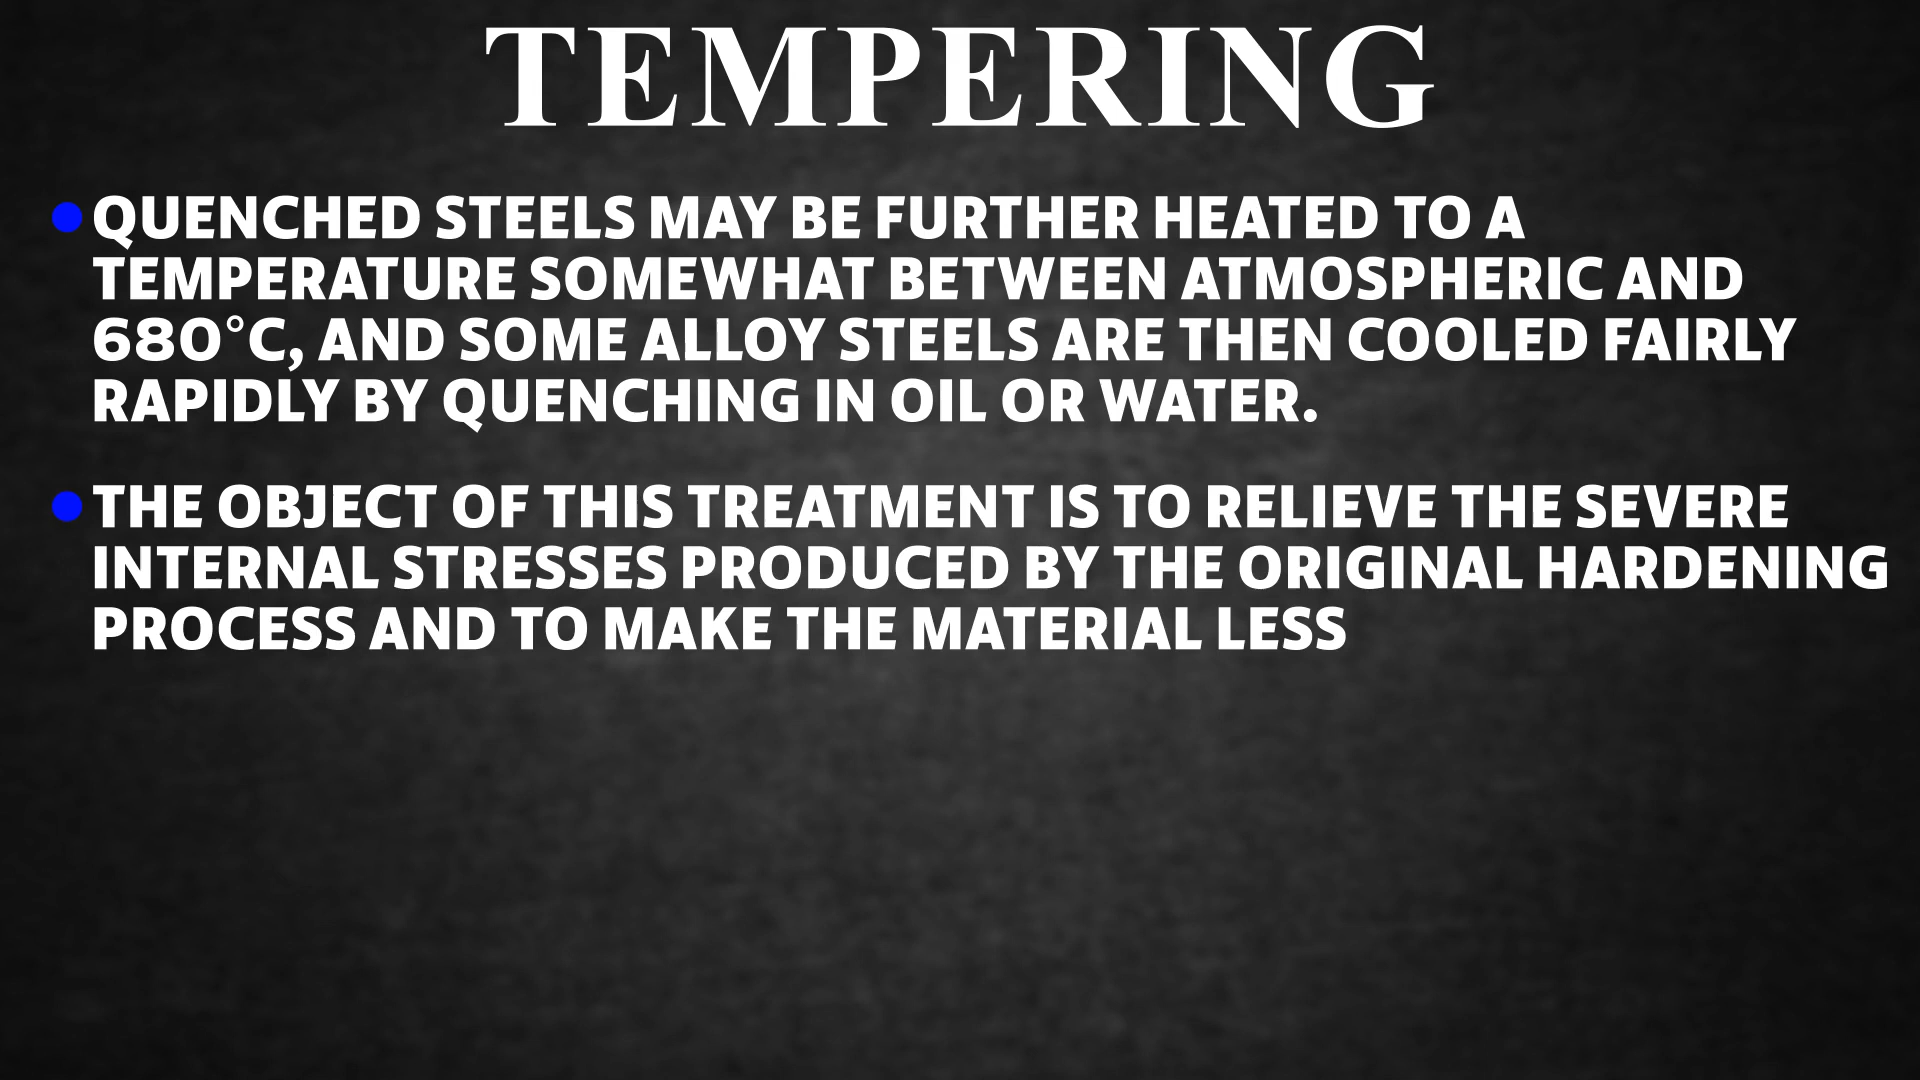 TEMPERING
QUENCHED STEELS MAY BE FURTHER HEATED TO A
TEMPERATURE SOMEWHAT BETWEEN ATMOSPHERIC AND
680°C, AND SOME ALLOY STEELS ARE THEN COOLED FAIRLY
RAPIDLY BY QUENCHING IN OIL OR WATER.
THE OBJECT OF THIS TREATMENT IS TO RELIEVE THE SEVERE
INTERNAL STRESSES PRODUCED BY THE ORIGINAL HARDENING
PROCESS AND TO MAKE THE MATERIAL LESS